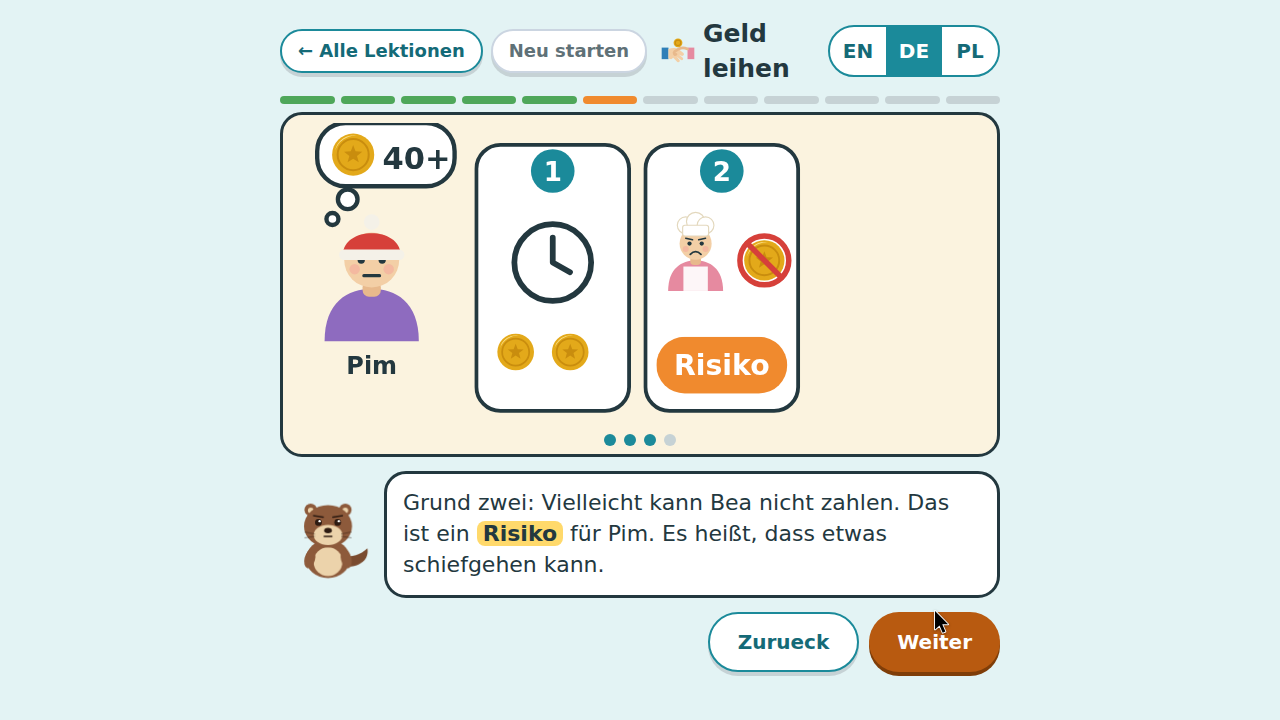 ← Alle Lektionen
Neu starten
Geld
leihen
EN DE PL
40+
1
2
Risiko
Pim
Grund zwei: Vielleicht kann Bea nicht zahlen. Das
ist ein Risiko für Pim. Es heißt, dass etwas
schiefgehen kann.
Zurueck
Weiter